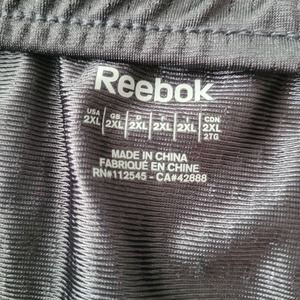 Reebok
USA GB D F I CDN
2XL 2XL 2XL 2XL 2XL 2XL
2TG
MADE IN CHINA
FABRIQUÉ EN CHINE
RN#112545 - CA#42888